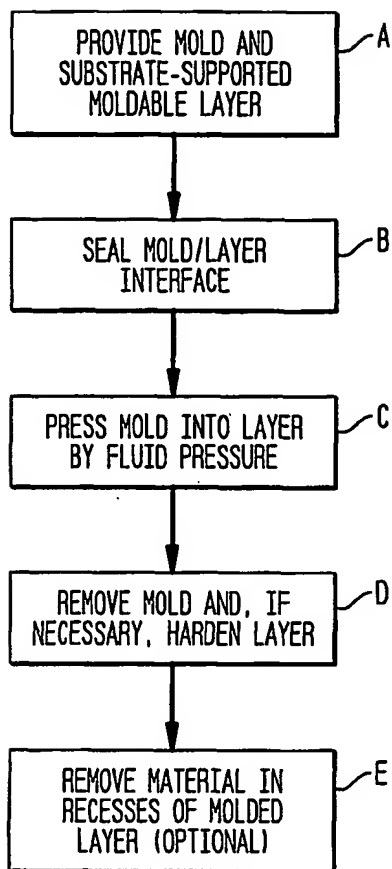 PROVIDE MOLD AND
SUBSTRATE-SUPPORTED
MOLDABLE LAYER
A
SEAL MOLD/LAYER
INTERFACE
B
PRESS MOLD INTO LAYER
BY FLUID PRESSURE
C
REMOVE MOLD AND, IF
NECESSARY, HARDEN LAYER
D
REMOVE MATERIAL IN
RECESSES OF MOLDED
LAYER (OPTIONAL)
E